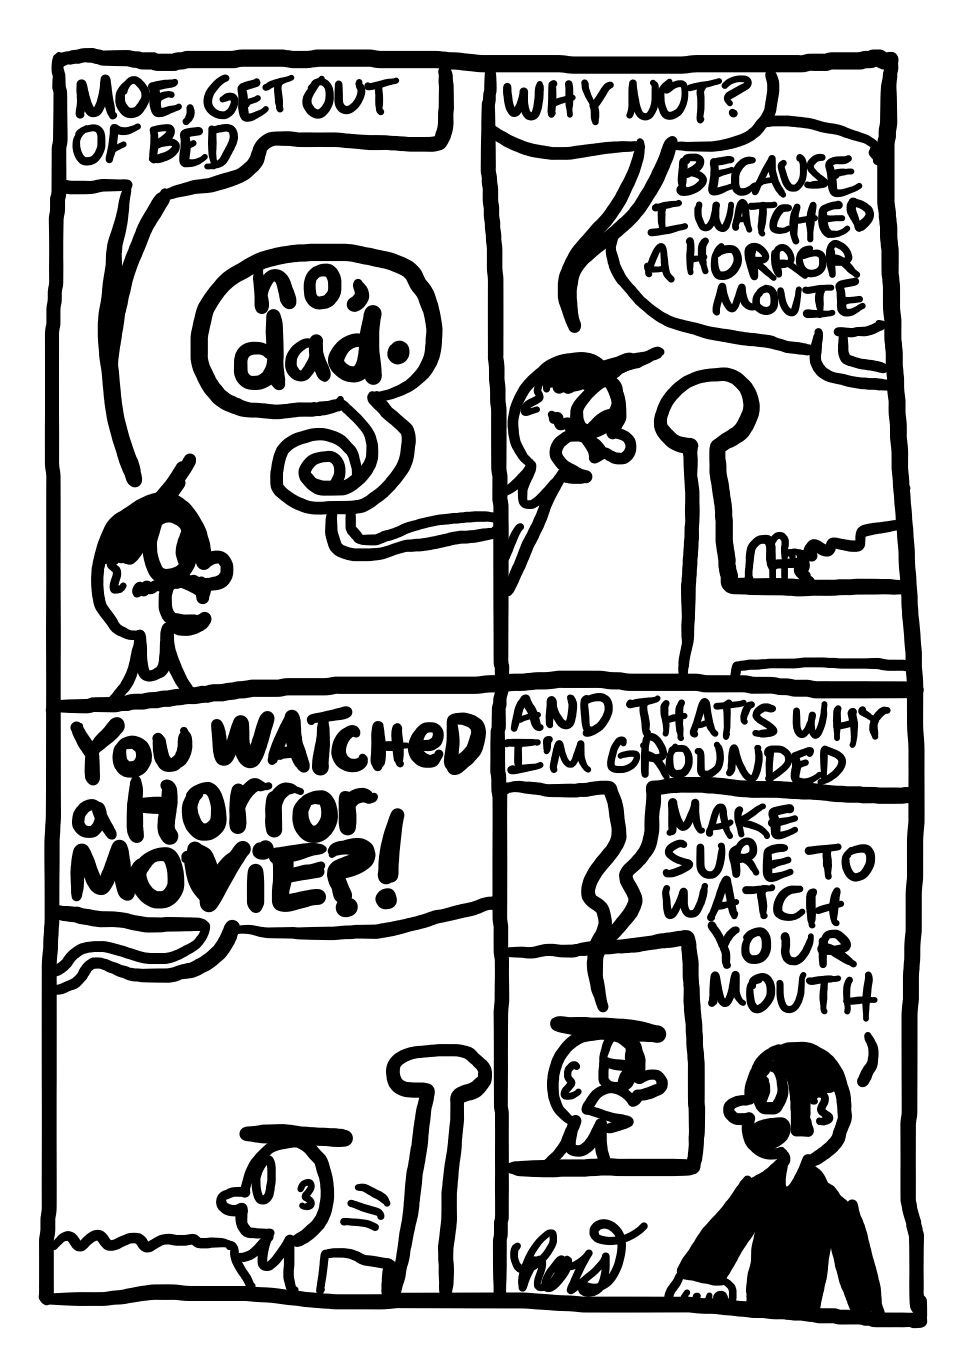 MOE, GET OUT
OF BED
no,
dad.
WHY NOT?
BECAUSE
I WATCHED
A HORROR
MOVIE
YOU WATCHED
a HOrrOr
MOViE?!
AND THAT'S WHY
I'M GROUNDED
MAKE
SURE TO
WATCH
YOUR
MOUTH